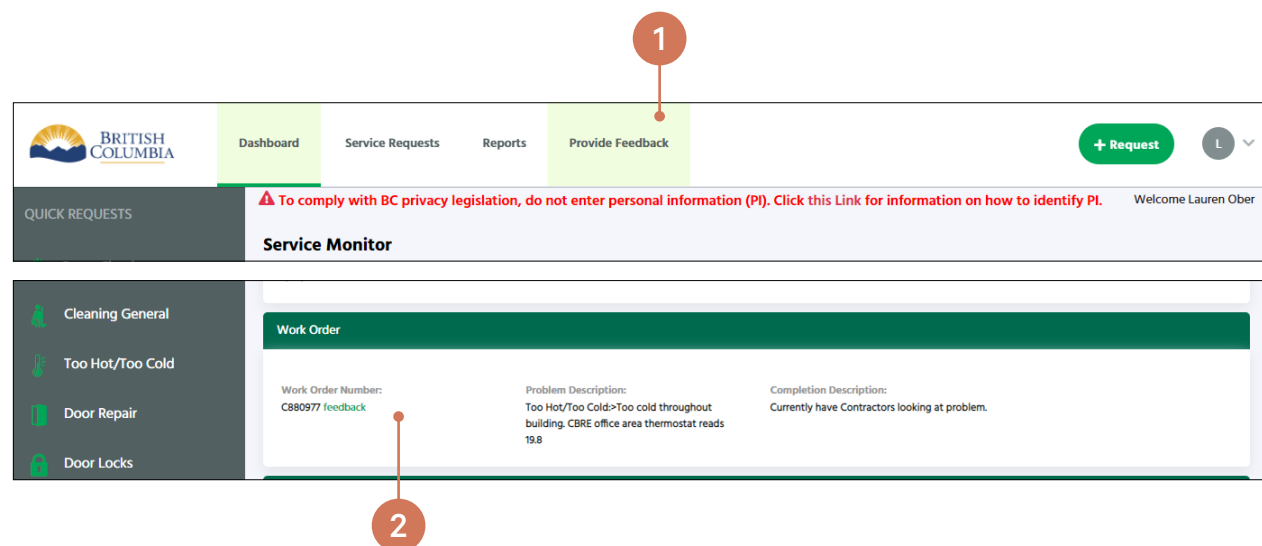 1
BRITISH
COLUMBIA
Dashboard
Service Requests
Reports
Provide Feedback
+ Request
L
QUICK REQUESTS
To comply with BC privacy legislation, do not enter personal information (PI). Click this Link for information on how to identify PI.
Welcome Lauren Ober
Service Monitor
Cleaning General
Too Hot/Too Cold
Door Repair
Door Locks
Work Order
Work Order Number:
C880977 feedback
Problem Description:
Too Hot/Too Cold:>Too cold throughout
building. CBRE office area thermostat reads
19.8
Completion Description:
Currently have Contractors looking at problem.
2